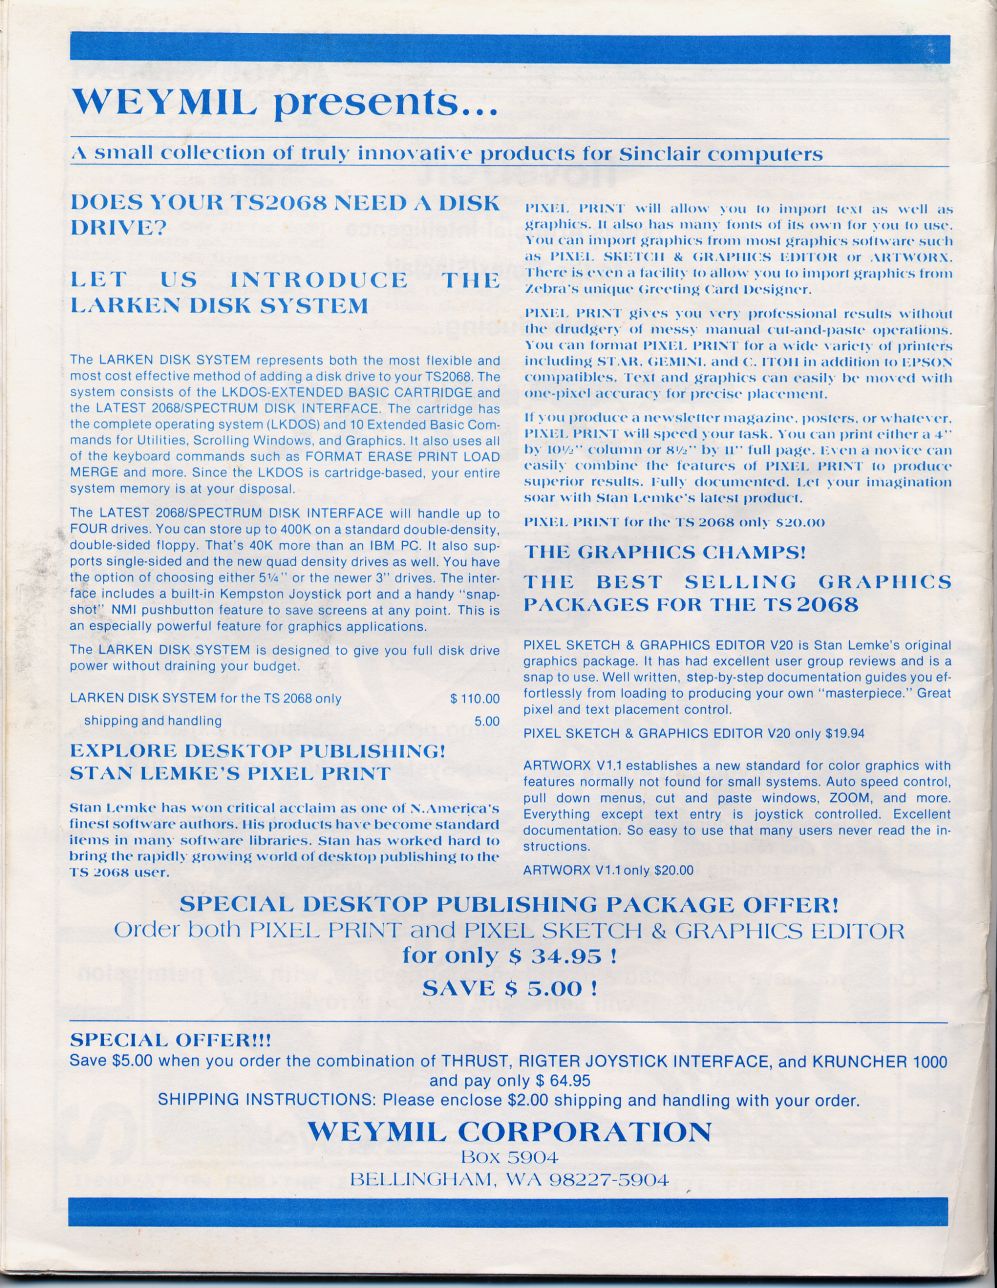 WEYMIL presents...
A small collection of truly innovative products for Sinclair computers
DOES YOUR TS2068 NEED A DISK
DRIVE?
LET US INTRODUCE THE
LARKEN DISK SYSTEM
The LARKEN DISK SYSTEM represents both the most flexible and
most cost effective method of adding a disk drive to your TS2068. The
system consists of the LKDOS-EXTENDED BASIC CARTRIDGE and
the LATEST 2068/SPECTRUM DISK INTERFACE. The cartridge has
the complete operating system (LKDOS) and 10 Extended Basic Com-
mands for Utilities, Scrolling Windows, and Graphics. It also uses all
of the keyboard commands such as FORMAT ERASE PRINT LOAD
MERGE and more. Since the LKDOS is cartridge-based, your entire
system memory is at your disposal.
The LATEST 2068/SPECTRUM DISK INTERFACE will handle up to
FOUR drives. You can store up to 400K on a standard double-density,
double-sided floppy. That's 40K more than an IBM PC. It also sup-
ports single-sided and the new quad density drives as well. You have
the option of choosing either 5¼" or the newer 3" drives. The inter-
face includes a built-in Kempston Joystick port and a handy "snap-
shot" NMI pushbutton feature to save screens at any point. This is
an especially powerful feature for graphics applications.
The LARKEN DISK SYSTEM is designed to give you full disk drive
power without draining your budget.
LARKEN DISK SYSTEM for the TS 2068 only $ 110.00
shipping and handling 5.00
EXPLORE DESKTOP PUBLISHING!
STAN LEMKE'S PIXEL PRINT
Stan Lemke has won critical acclaim as one of N.America's
finest software authors. His products have become standard
items in many software libraries. Stan has worked hard to
bring the rapidly growing world of desktop publishing to the
TS 2068 user.
PIXEL PRINT will allow you to import text as well as
graphics. It also has many fonts of its own for you to use.
You can import graphics from most graphics software such
as PIXEL SKETCH & GRAPHICS EDITOR or ARTWORX.
There is even a facility to allow you to import graphics from
Zebra's unique Greeting Card Designer.
PIXEL PRINT gives you very professional results without
the drudgery of messy manual cut-and-paste operations.
You can format PIXEL PRINT for a wide variety of printers
including STAR, GEMINI, and C. ITOH in addition to EPSON
compatibles. Text and graphics can easily be moved with
one-pixel accuracy for precise placement.
If you produce a newsletter magazine, posters, or whatever,
PIXEL PRINT will speed your task. You can print either a 4"
by 10½" column or 8½" by 11" full page. Even a novice can
easily combine the features of PIXEL PRINT to produce
superior results. Fully documented. Let your imagination
soar with Stan Lemke's latest product.
PIXEL PRINT for the TS 2068 only $20.00
THE GRAPHICS CHAMPS!
THE BEST SELLING GRAPHICS
PACKAGES FOR THE TS 2068
PIXEL SKETCH & GRAPHICS EDITOR V20 is Stan Lemke's original
graphics package. It has had excellent user group reviews and is a
snap to use. Well written, step-by-step documentation guides you ef-
fortlessly from loading to producing your own "masterpiece." Great
pixel and text placement control.
PIXEL SKETCH & GRAPHICS EDITOR V20 only $19.94
ARTWORX V1.1 establishes a new standard for color graphics with
features normally not found for small systems. Auto speed control,
pull down menus, cut and paste windows, ZOOM, and more.
Everything except text entry is joystick controlled. Excellent
documentation. So easy to use that many users never read the in-
structions.
ARTWORX V1.1 only $20.00
SPECIAL DESKTOP PUBLISHING PACKAGE OFFER!
Order both PIXEL PRINT and PIXEL SKETCH & GRAPHICS EDITOR
for only $ 34.95 !
SAVE $ 5.00 !
SPECIAL OFFER!!!
Save $5.00 when you order the combination of THRUST, RIGTER JOYSTICK INTERFACE, and KRUNCHER 1000
and pay only $ 64.95
SHIPPING INSTRUCTIONS: Please enclose $2.00 shipping and handling with your order.
WEYMIL CORPORATION
Box 5904
BELLINGHAM, WA 98227-5904